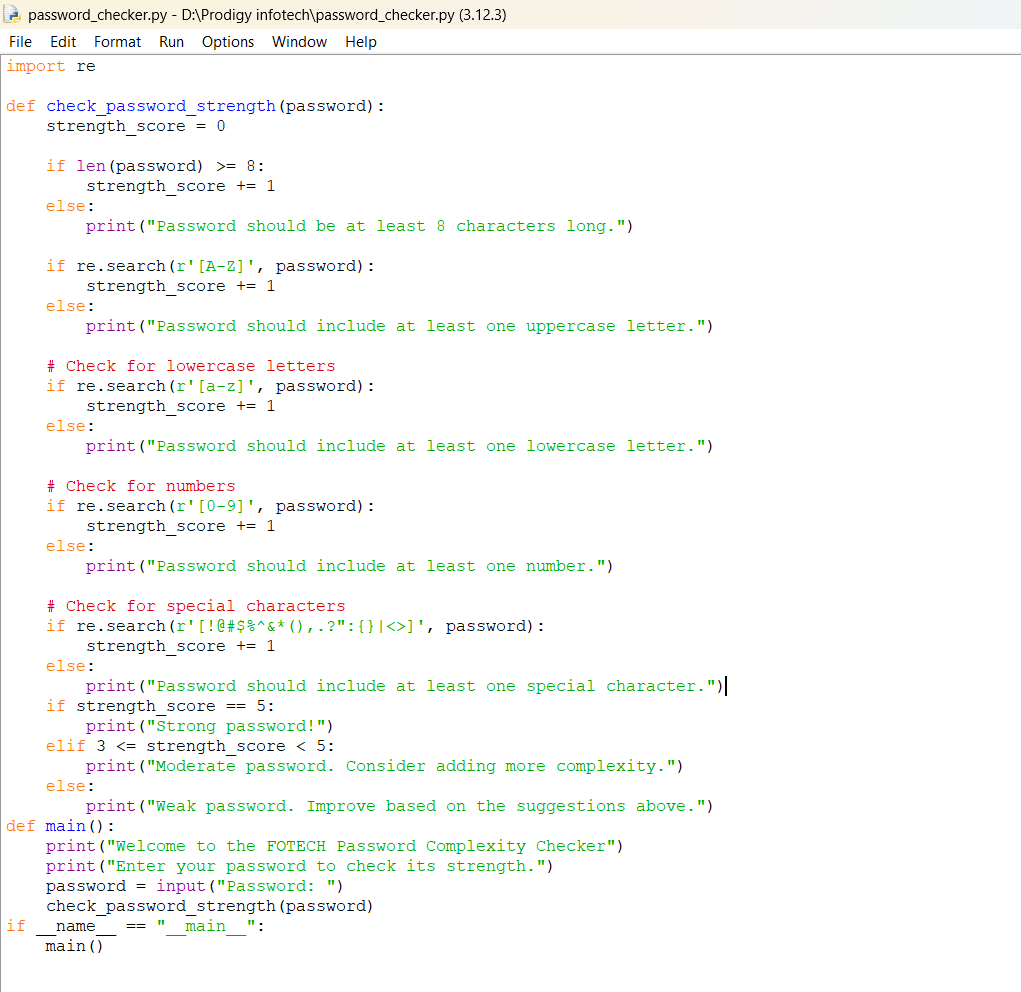 password_checker.py - D:\Prodigy infotech\password_checker.py (3.12.3)
File Edit Format Run Options Window Help
import re

def check_password_strength(password):
    strength_score = 0

    if len(password) >= 8:
        strength_score += 1
    else:
        print("Password should be at least 8 characters long.")

    if re.search(r'[A-Z]', password):
        strength_score += 1
    else:
        print("Password should include at least one uppercase letter.")

    # Check for lowercase letters
    if re.search(r'[a-z]', password):
        strength_score += 1
    else:
        print("Password should include at least one lowercase letter.")

    # Check for numbers
    if re.search(r'[0-9]', password):
        strength_score += 1
    else:
        print("Password should include at least one number.")

    # Check for special characters
    if re.search(r'[!@#$%^&*(),.?":{}|<>]', password):
        strength_score += 1
    else:
        print("Password should include at least one special character.")
    if strength_score == 5:
        print("Strong password!")
    elif 3 <= strength_score < 5:
        print("Moderate password. Consider adding more complexity.")
    else:
        print("Weak password. Improve based on the suggestions above.")
def main():
    print("Welcome to the FOTECH Password Complexity Checker")
    print("Enter your password to check its strength.")
    password = input("Password: ")
    check_password_strength(password)
if __name__ == "__main__":
    main()